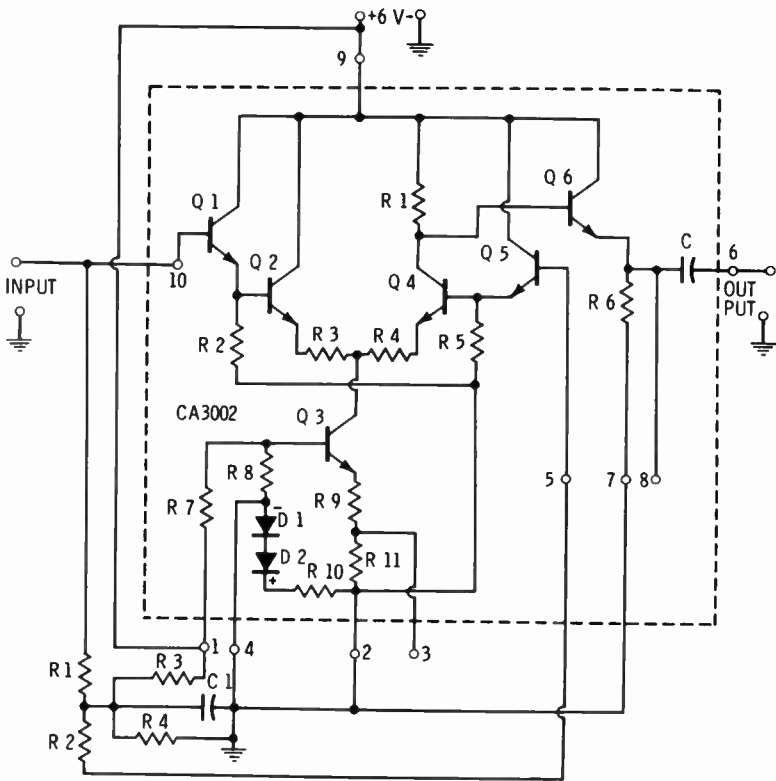 +6 V-
9
Q 1
Q 6
R 1
Q 2
Q 5
C
6
INPUT
10
Q 4
OUT
PUT
R 2
R 3
R 4
R 5
R 6
CA3002
Q 3
R 8
R 7
R 9
5
7
8
-
D 1
D 2
R 11
+
R 10
1
4
2
3
R 1
R 3
C 1
R 4
R 2